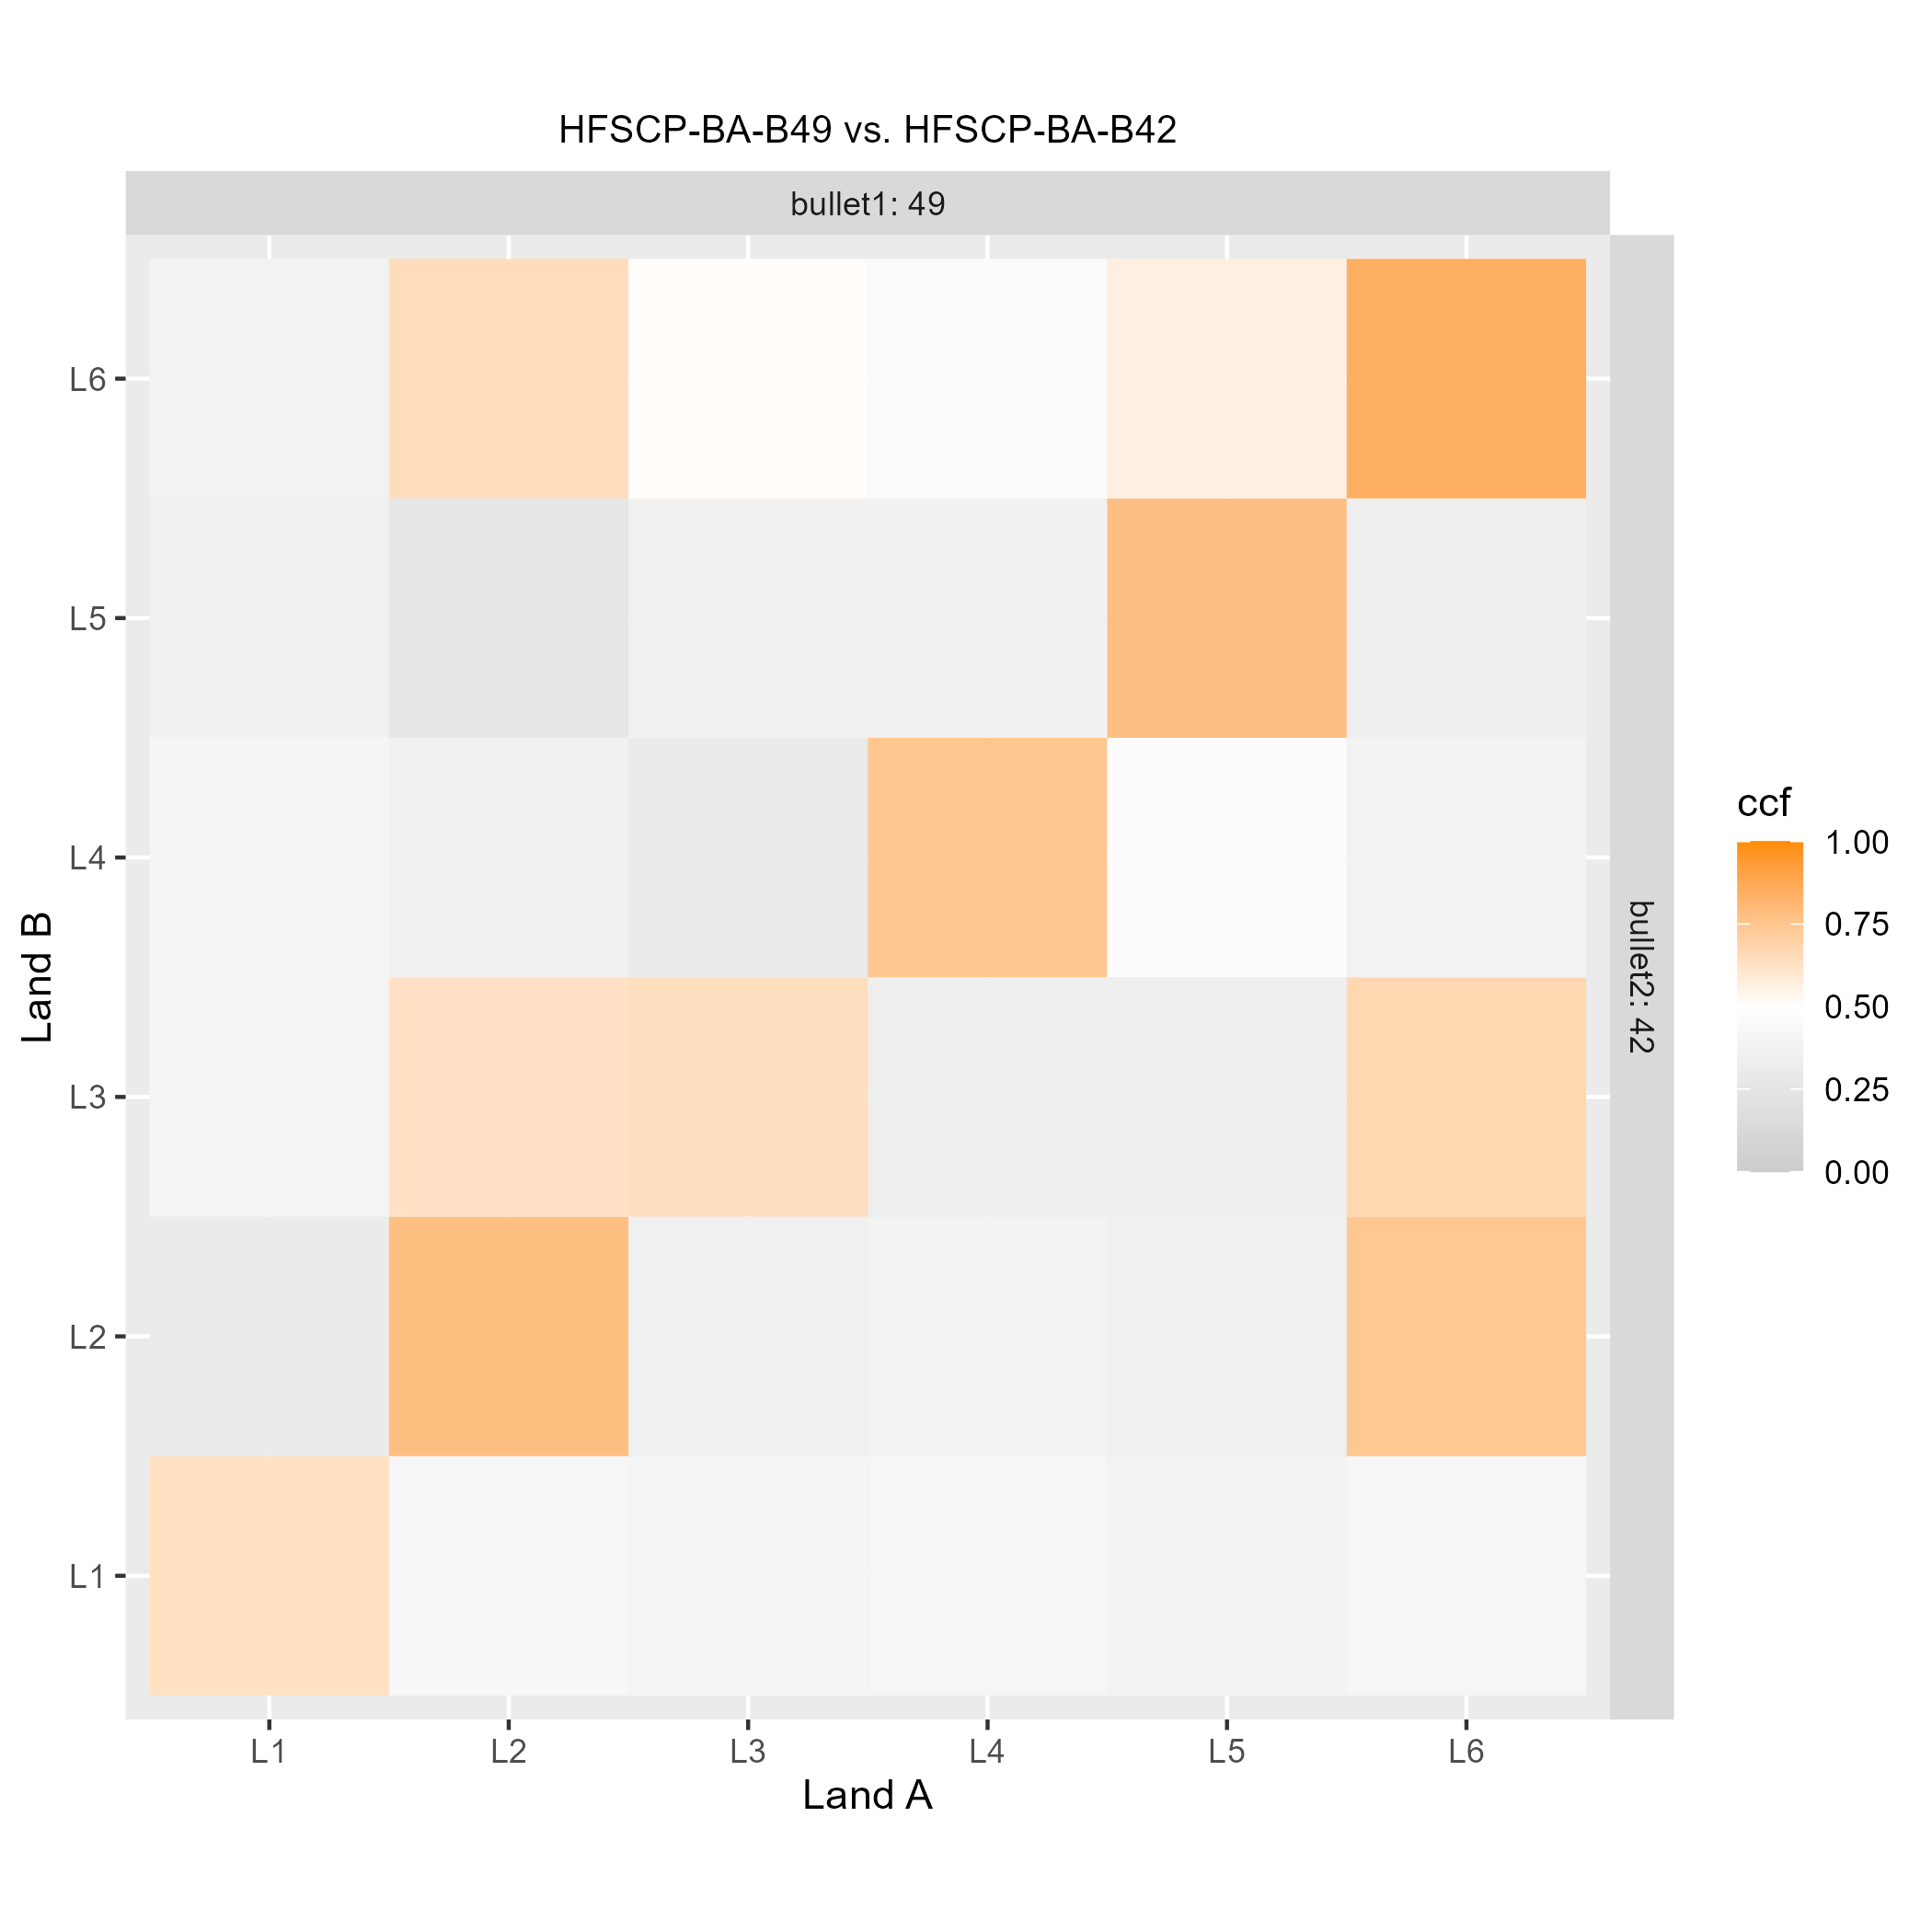 HFSCP-BA-B49 vs. HFSCP-BA-B42
bullet1: 49
L6
L5
L4
L3
L2
L1
Land B
bullet2: 42
L1 L2 L3 L4 L5 L6
Land A
ccf
1.00
0.75
0.50
0.25
0.00